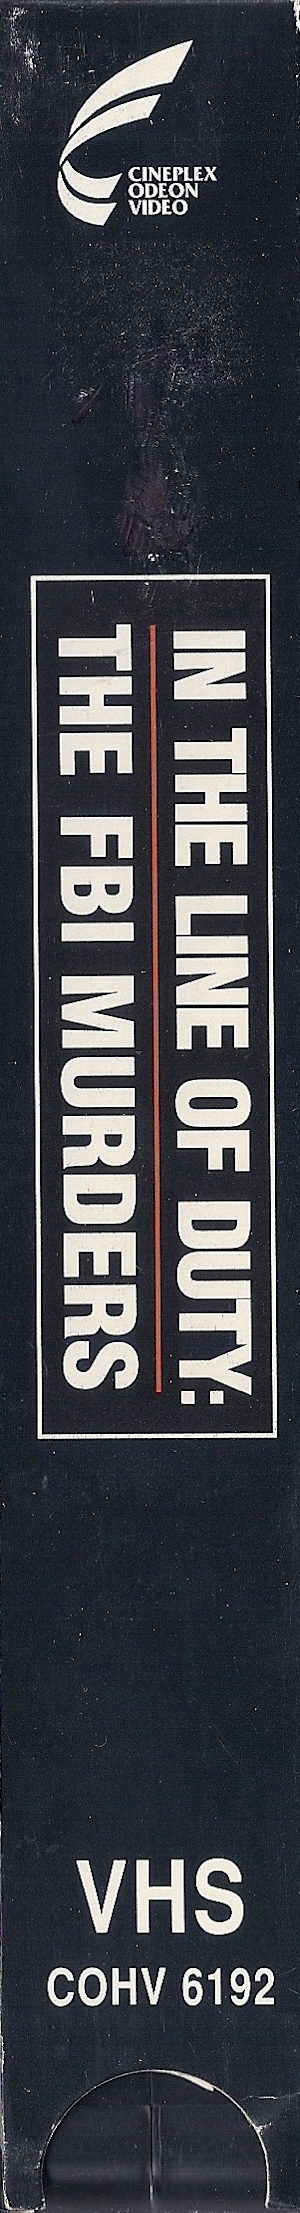 CINEPLEX
ODEON
VIDEO
IN THE LINE OF DUTY:
THE FBI MURDERS
VHS
COHV 6192